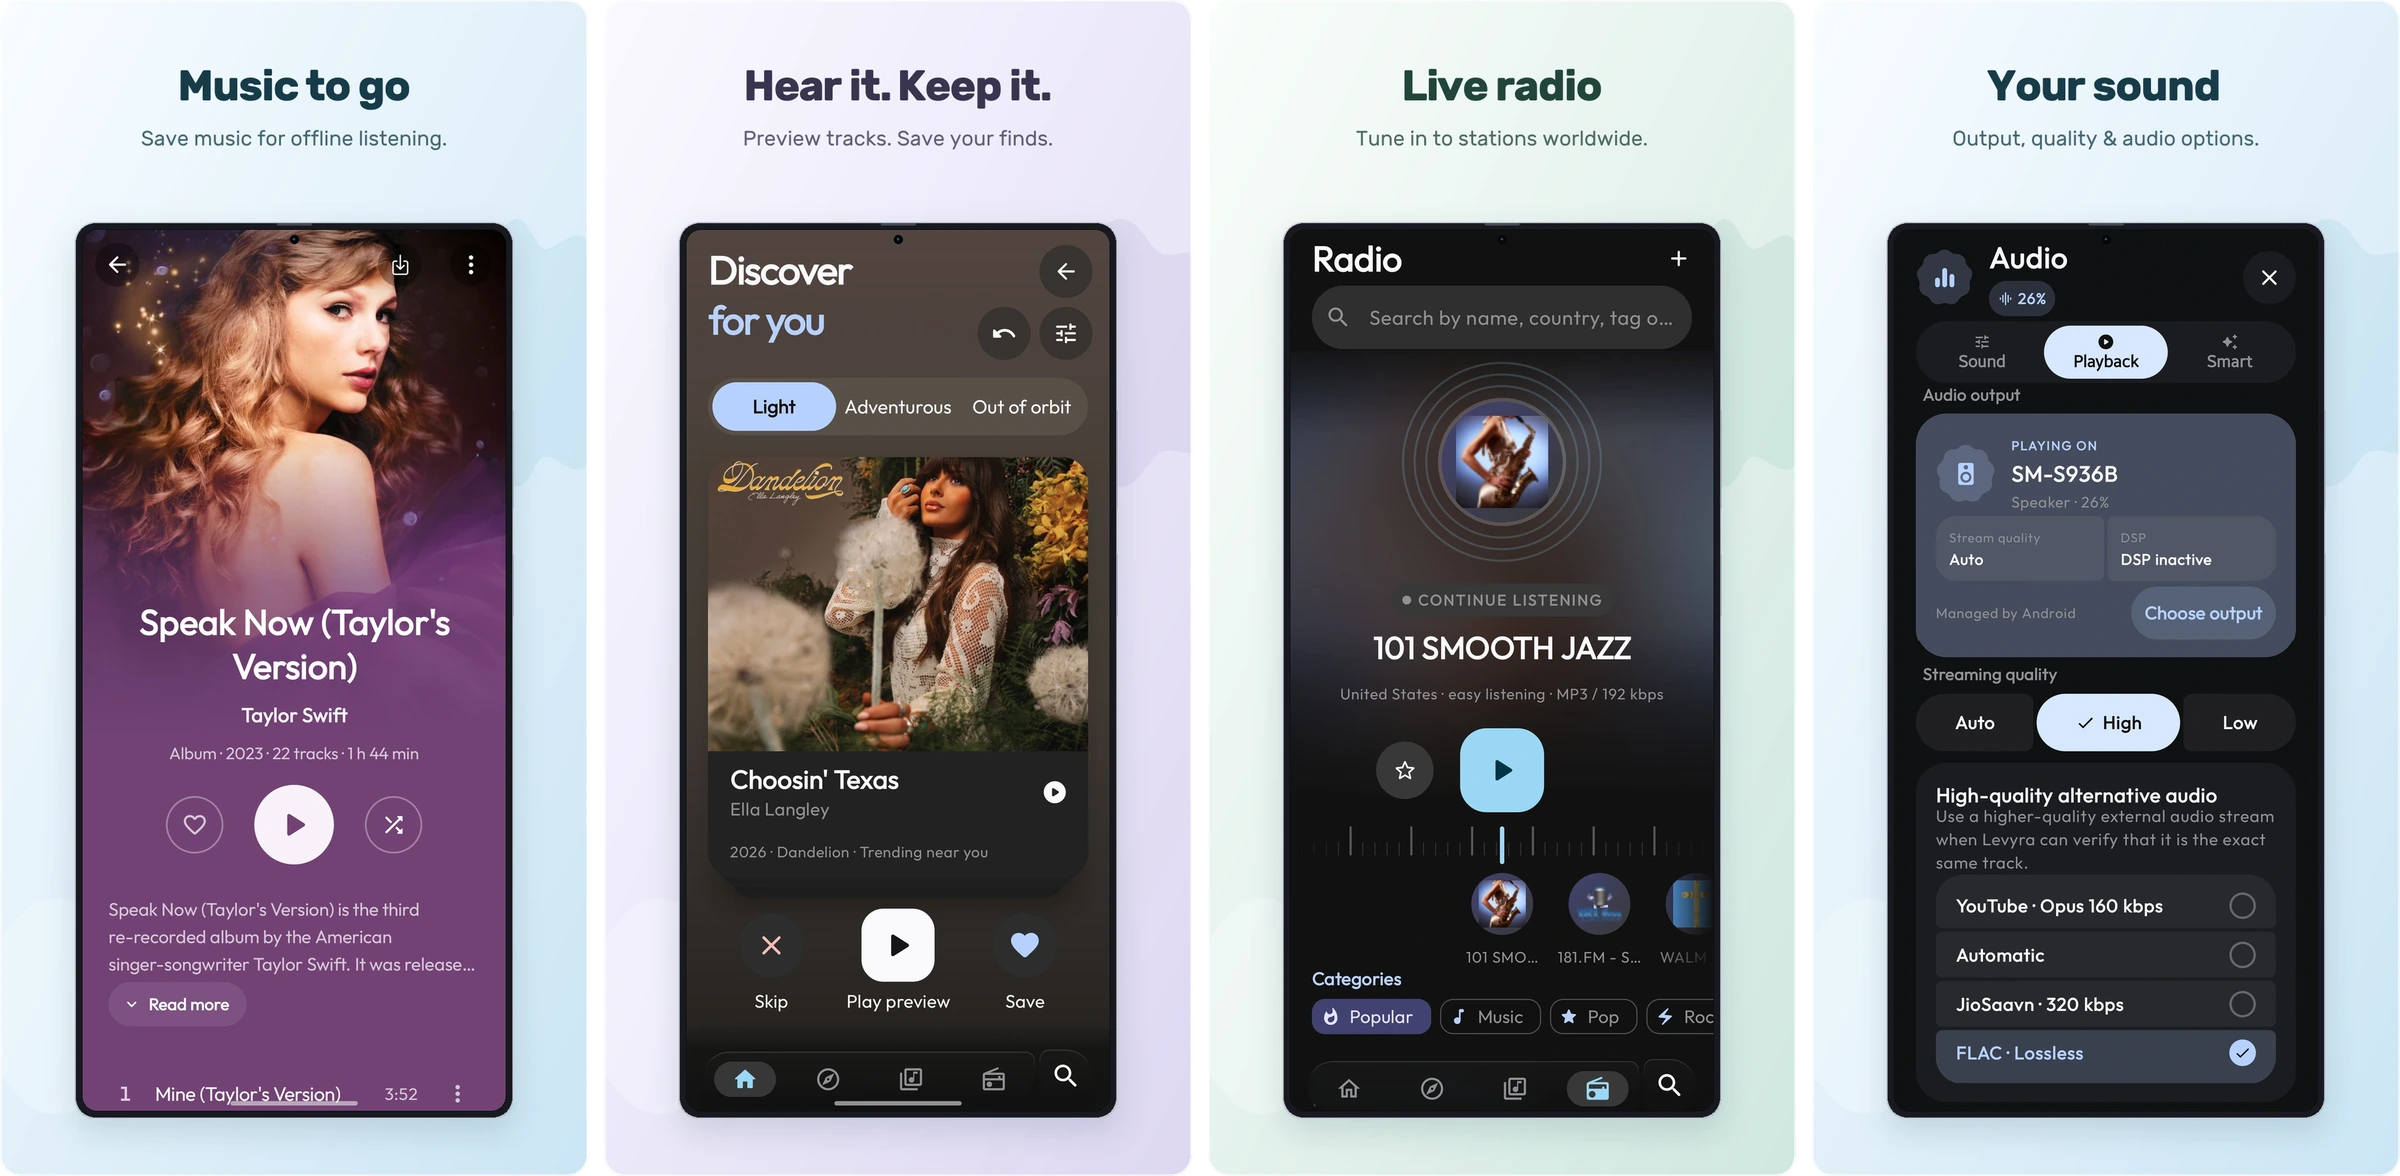 Music to go
Save music for offline listening.
Speak Now (Taylor's
Version)
Taylor Swift
Album · 2023 · 22 tracks · 1 h 44 min
Speak Now (Taylor's Version) is the third
re-recorded album by the American
singer-songwriter Taylor Swift. It was release...
Read more
1 Mine (Taylor's Version) 3:52
Hear it. Keep it.
Preview tracks. Save your finds.
Discover
for you
Light Adventurous Out of orbit
Dandelion
Ella Langley
Choosin' Texas
Ella Langley
2026 · Dandelion · Trending near you
Skip Play preview Save
Live radio
Tune in to stations worldwide.
Radio
Search by name, country, tag o...
CONTINUE LISTENING
101 SMOOTH JAZZ
United States · easy listening · MP3 / 192 kbps
101 SMO... 181.FM - S... WALM
Categories
Popular Music Pop Roc
Your sound
Output, quality & audio options.
Audio
26%
Sound Playback Smart
Audio output
PLAYING ON
SM-S936B
Speaker · 26%
Stream quality DSP
Auto DSP inactive
Managed by Android Choose output
Streaming quality
Auto High Low
High-quality alternative audio
Use a higher-quality external audio stream
when Levyra can verify that it is the exact
same track.
YouTube · Opus 160 kbps
Automatic
JioSaavn · 320 kbps
FLAC · Lossless